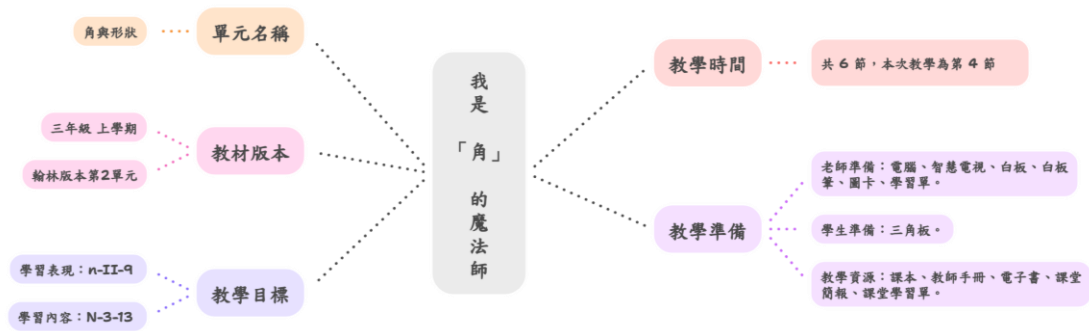 我是「角」的魔法師
單元名稱
角與形狀
教材版本
三年級 上學期
翰林版本第2單元
教學目標
學習表現：n-II-9
學習內容：N-3-13
教學時間
共 6 節，本次教學為第 4 節
教學準備
老師準備：電腦、智慧電視、白板、白板
筆、圖卡、學習單。
學生準備：三角板。
教學資源：課本、教師手冊、電子書、課堂
簡報、課堂學習單。